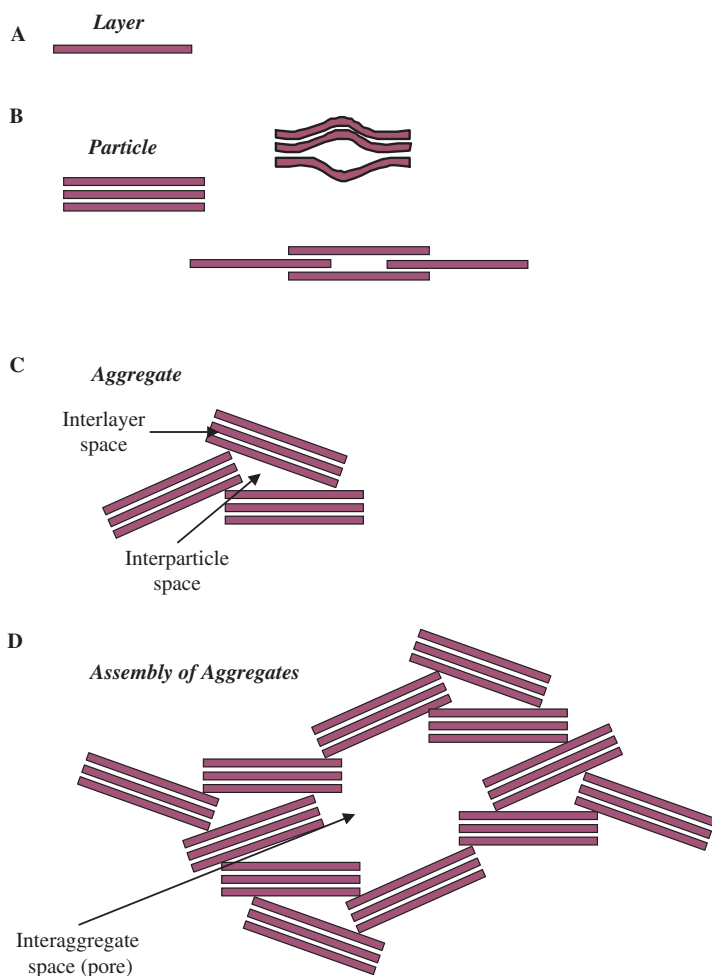 A
Layer
B
Particle
C
Aggregate
Interlayer
space
Interparticle
space
D
Assembly of Aggregates
Interaggregate
space (pore)